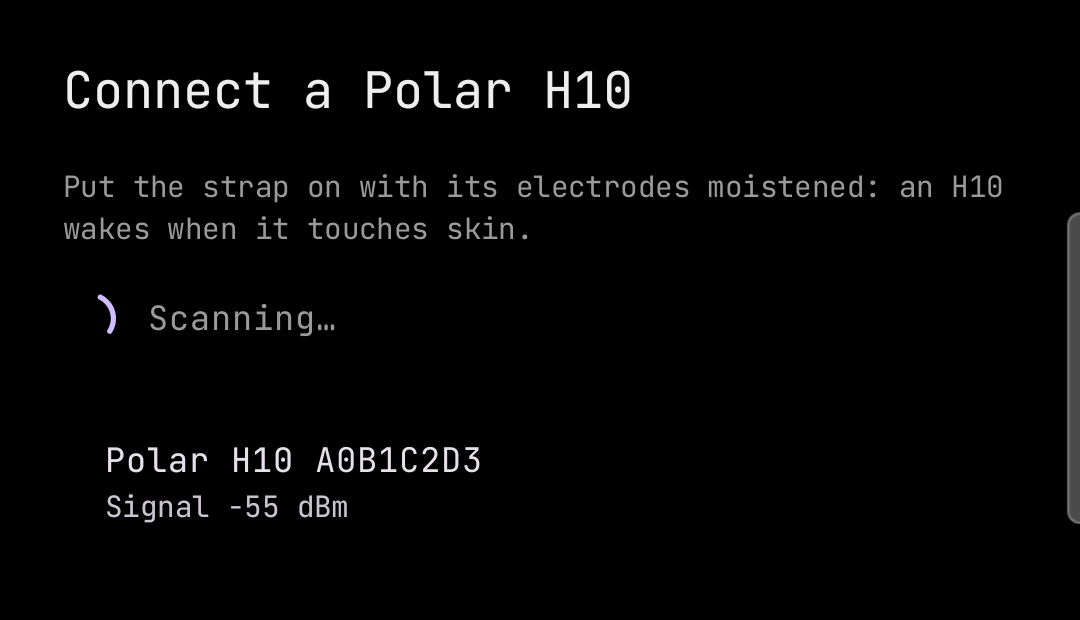 Connect a Polar H10
Put the strap on with its electrodes moistened: an H10
wakes when it touches skin.
Scanning…
Polar H10 A0B1C2D3
Signal -55 dBm